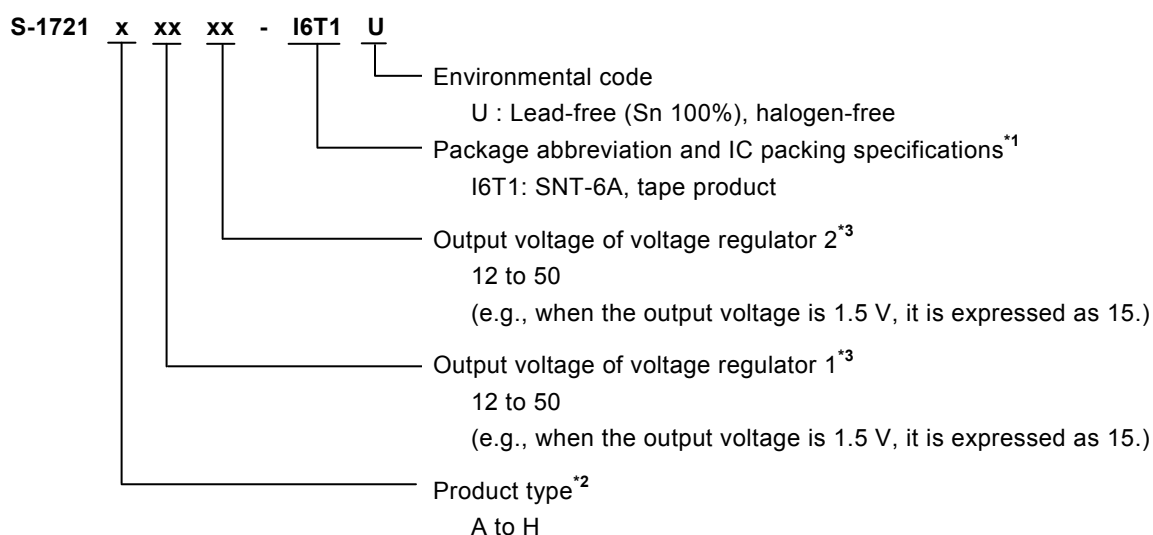 S-1721 x xx xx - I6T1 U
Environmental code
U : Lead-free (Sn 100%), halogen-free
Package abbreviation and IC packing specifications*1
I6T1: SNT-6A, tape product
Output voltage of voltage regulator 2*3
12 to 50
(e.g., when the output voltage is 1.5 V, it is expressed as 15.)
Output voltage of voltage regulator 1*3
12 to 50
(e.g., when the output voltage is 1.5 V, it is expressed as 15.)
Product type*2
A to H